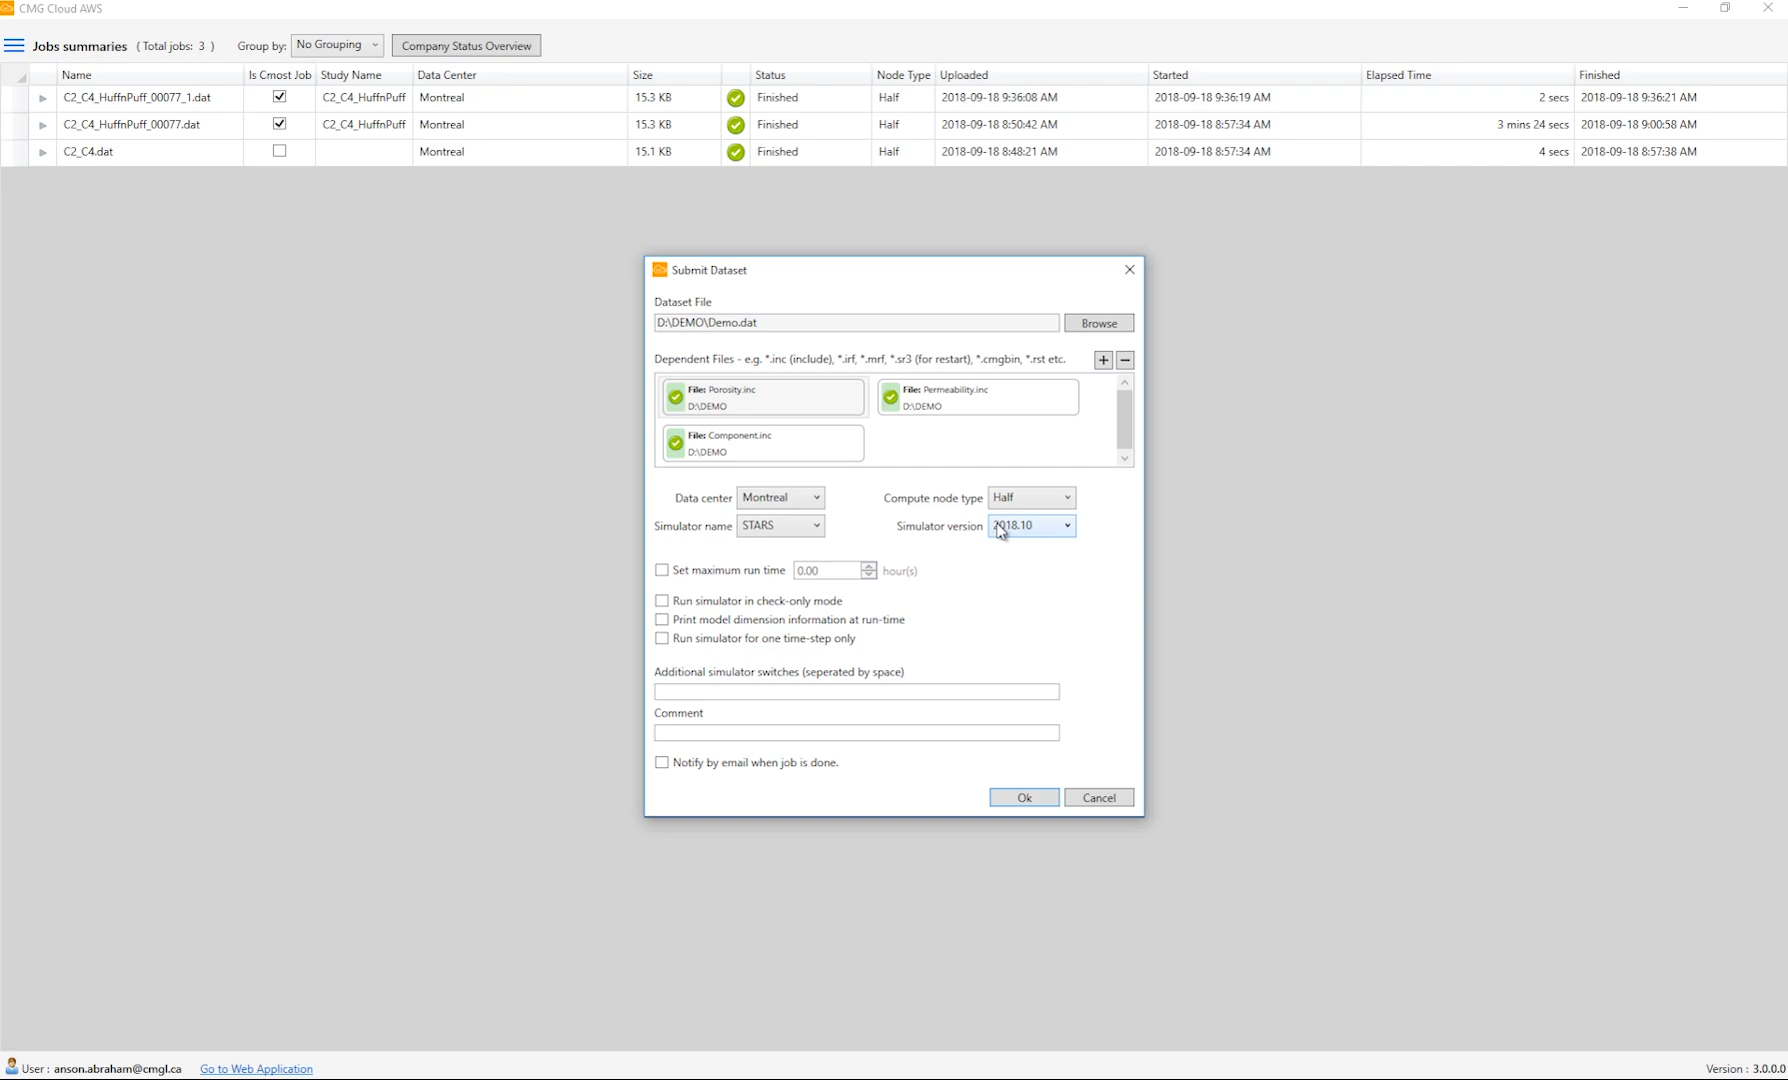 CMG Cloud AWS
Jobs summaries ( Total jobs: 3 ) Group by: No Grouping Company Status Overview
Name Is Cmost Job Study Name Data Center Size Status Node Type Uploaded Started Elapsed Time Finished
C2_C4_HuffnPuff_00077_1.dat C2_C4_HuffnPuff Montreal 15.3 KB Finished Half 2018-09-18 9:36:08 AM 2018-09-18 9:36:19 AM 2 secs 2018-09-18 9:36:21 AM
C2_C4_HuffnPuff_00077.dat C2_C4_HuffnPuff Montreal 15.3 KB Finished Half 2018-09-18 8:50:42 AM 2018-09-18 8:57:34 AM 3 mins 24 secs 2018-09-18 9:00:58 AM
C2_C4.dat Montreal 15.1 KB Finished Half 2018-09-18 8:48:21 AM 2018-09-18 8:57:34 AM 4 secs 2018-09-18 8:57:38 AM
Submit Dataset
Dataset File
D:\DEMO\Demo.dat Browse
Dependent Files - e.g. *.inc (include), *.irf, *.mrf, *.sr3 (for restart), *.cmgbin, *.rst etc. + -
File: Porosity.inc File: Permeability.inc
D:\DEMO D:\DEMO
File: Component.inc
D:\DEMO
Data center Montreal Compute node type Half
Simulator name STARS Simulator version 2018.10
Set maximum run time 0.00 hour(s)
Run simulator in check-only mode
Print model dimension information at run-time
Run simulator for one time-step only
Additional simulator switches (seperated by space)
Comment
Notify by email when job is done.
Ok Cancel
User : anson.abraham@cmgl.ca Go to Web Application Version : 3.0.0.0